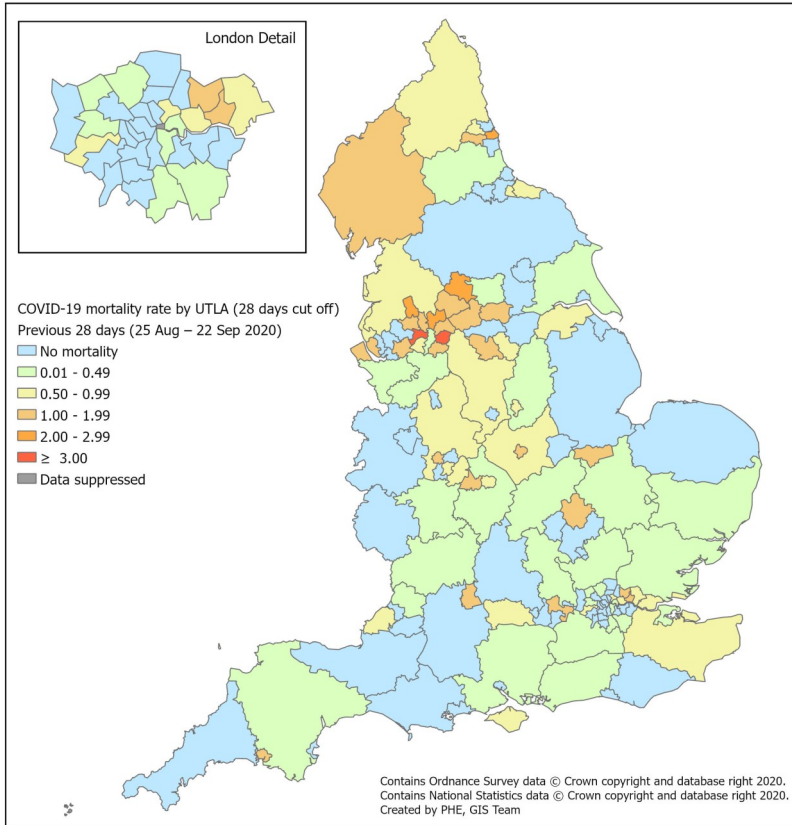 London Detail
COVID-19 mortality rate by UTLA (28 days cut off)
Previous 28 days (25 Aug – 22 Sep 2020)
No mortality
0.01 - 0.49
0.50 - 0.99
1.00 - 1.99
2.00 - 2.99
≥ 3.00
Data suppressed
Contains Ordnance Survey data © Crown copyright and database right 2020.
Contains National Statistics data © Crown copyright and database right 2020.
Created by PHE, GIS Team